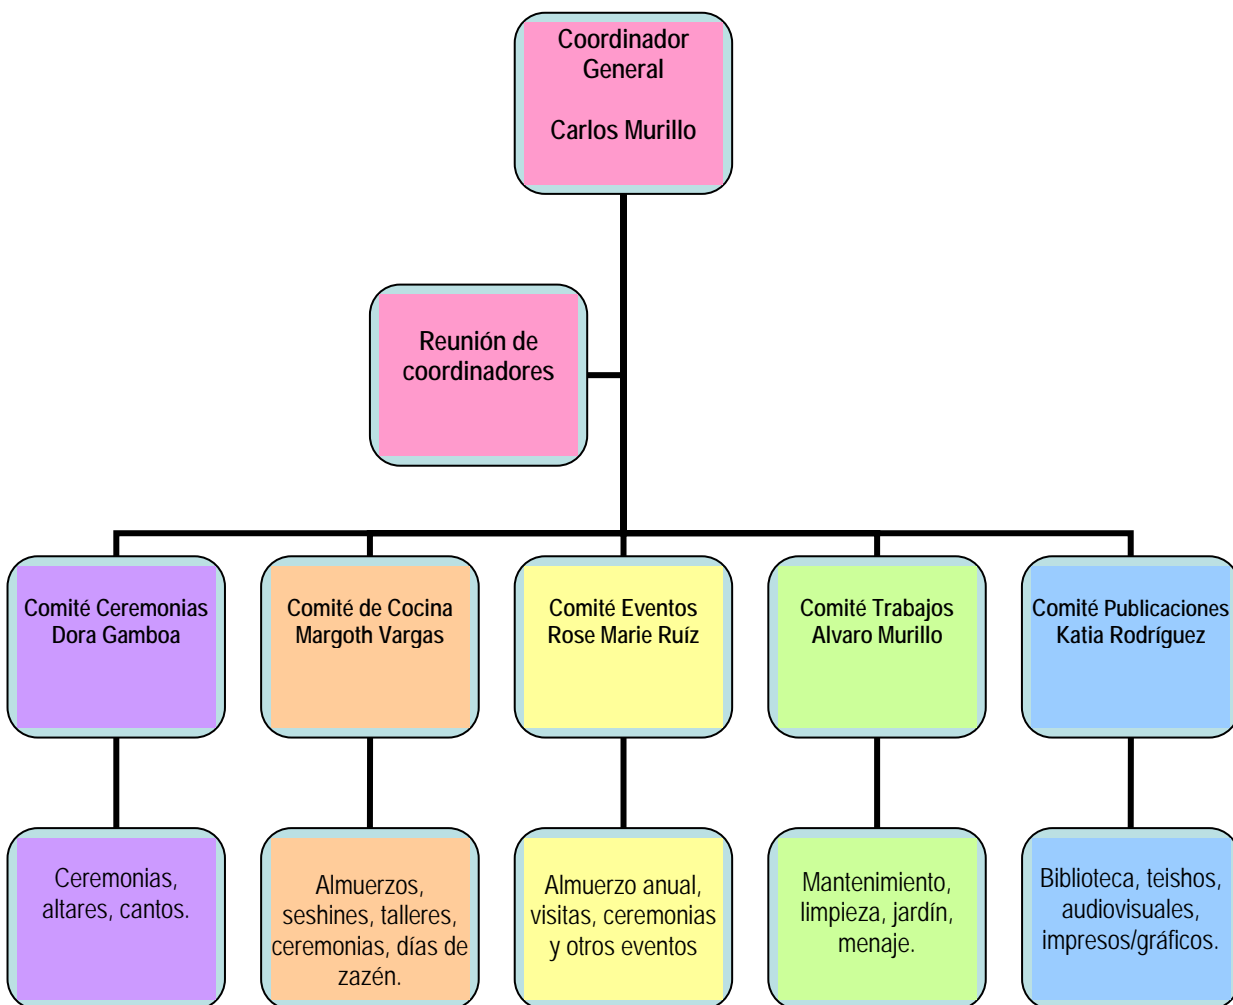 Coordinador
General
Carlos Murillo
Reunión de
coordinadores
Comité Ceremonias
Dora Gamboa
Comité de Cocina
Margoth Vargas
Comité Eventos
Rose Marie Ruíz
Comité Trabajos
Alvaro Murillo
Comité Publicaciones
Katia Rodríguez
Ceremonias,
altares, cantos.
Almuerzos,
seshines, talleres,
ceremonias, días de
zazén.
Almuerzo anual,
visitas, ceremonias
y otros eventos
Mantenimiento,
limpieza, jardín,
menaje.
Biblioteca, teishos,
audiovisuales,
impresos/gráficos.